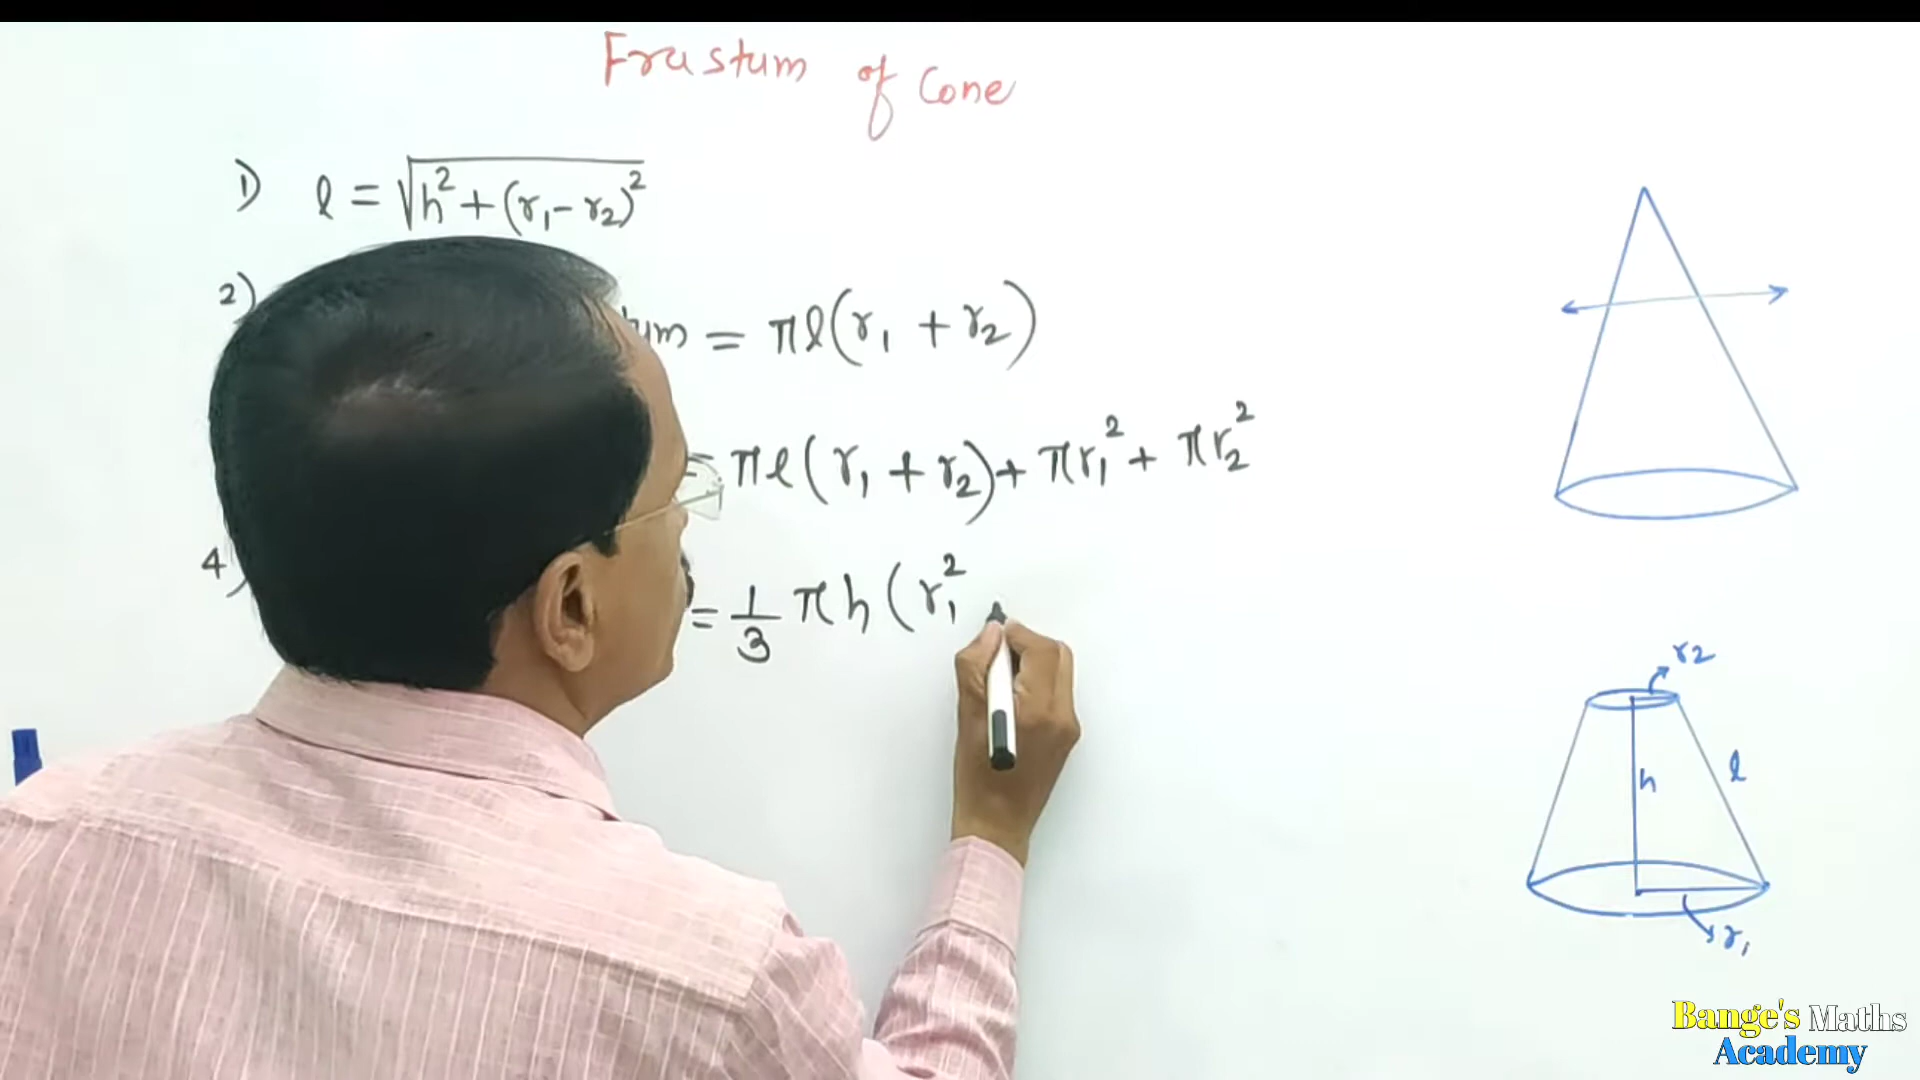 Frustum of Cone
1) l = √h² + (r₁ - r₂)²
2) = πl(r₁ + r₂)
= πl(r₁ + r₂) + πr₁² + πr₂²
4) = 1/3 πh (r₁²
r2
h
l
r₁
Bange's Maths
Academy